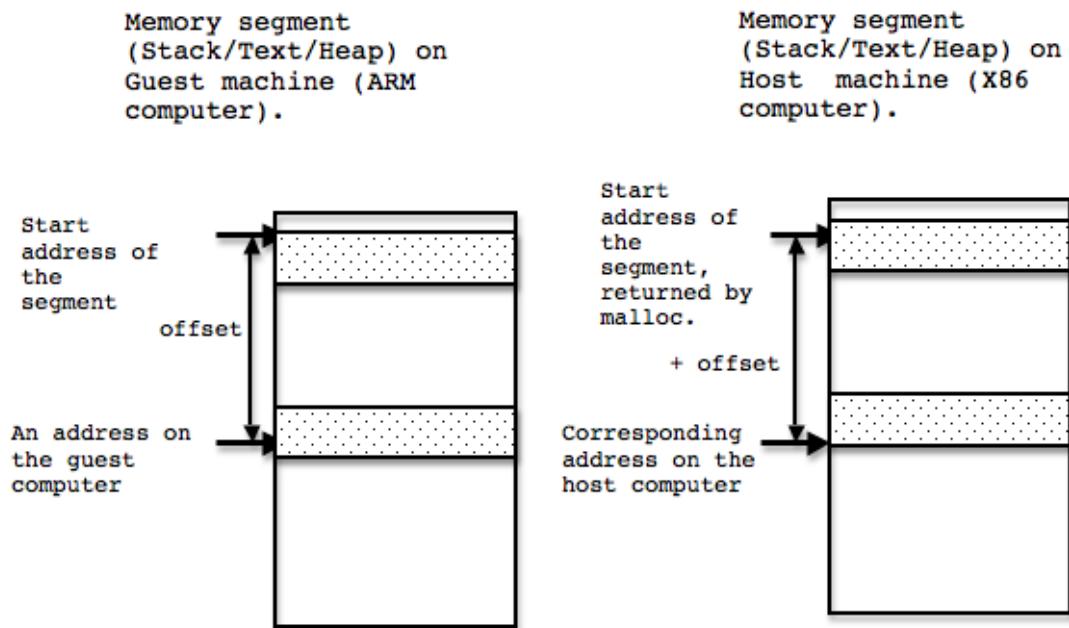 Memory segment
(Stack/Text/Heap) on
Guest machine (ARM
computer).
Memory segment
(Stack/Text/Heap) on
Host machine (X86
computer).
Start
address of
the
segment
offset
An address on
the guest
computer
Start
address of
the
segment,
returned by
malloc.
+ offset
Corresponding
address on the
host computer